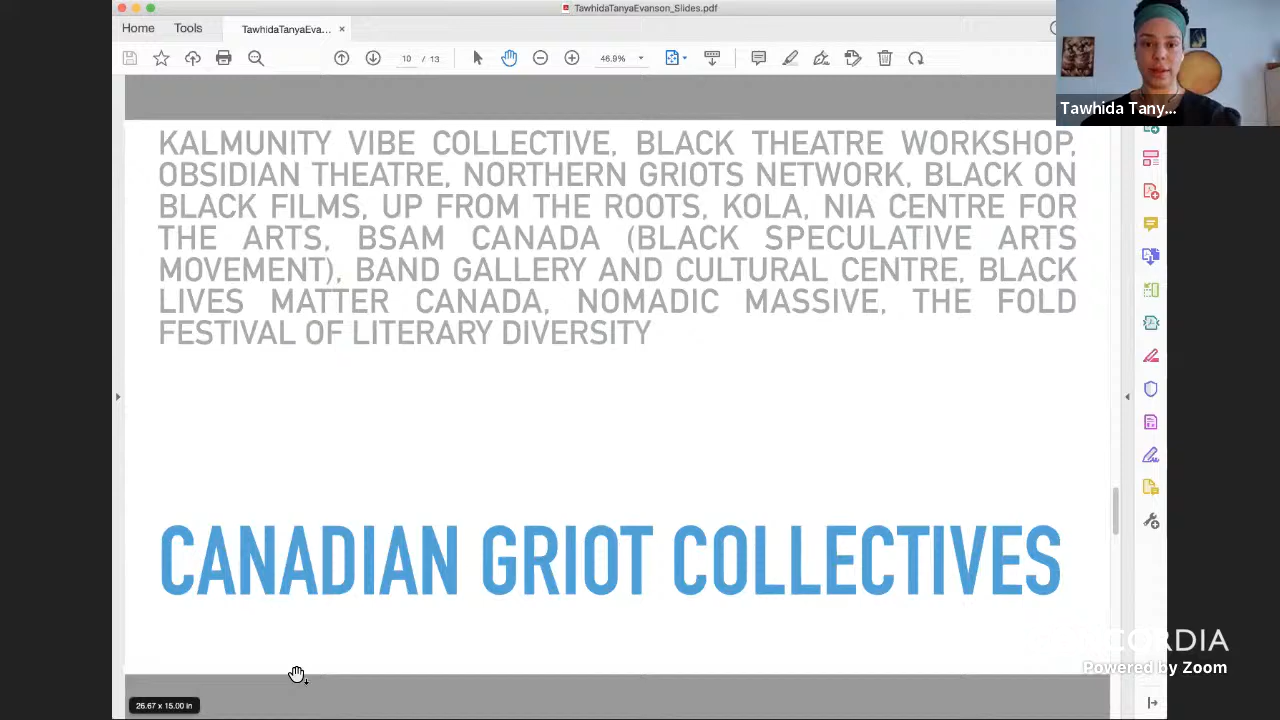 TawhidaTanyaEvanson_Slides.pdf
Home Tools TawhidaTanyaEva... ×
10 / 13 46.9%
Tawhida Tany...
KALMUNITY VIBE COLLECTIVE, BLACK THEATRE WORKSHOP,
OBSIDIAN THEATRE, NORTHERN GRIOTS NETWORK, BLACK ON
BLACK FILMS, UP FROM THE ROOTS, KOLA, NIA CENTRE FOR
THE ARTS, BSAM CANADA (BLACK SPECULATIVE ARTS
MOVEMENT), BAND GALLERY AND CULTURAL CENTRE, BLACK
LIVES MATTER CANADA, NOMADIC MASSIVE, THE FOLD
FESTIVAL OF LITERARY DIVERSITY
CANADIAN GRIOT COLLECTIVES
Powered by Zoom
26.67 x 15.00 in